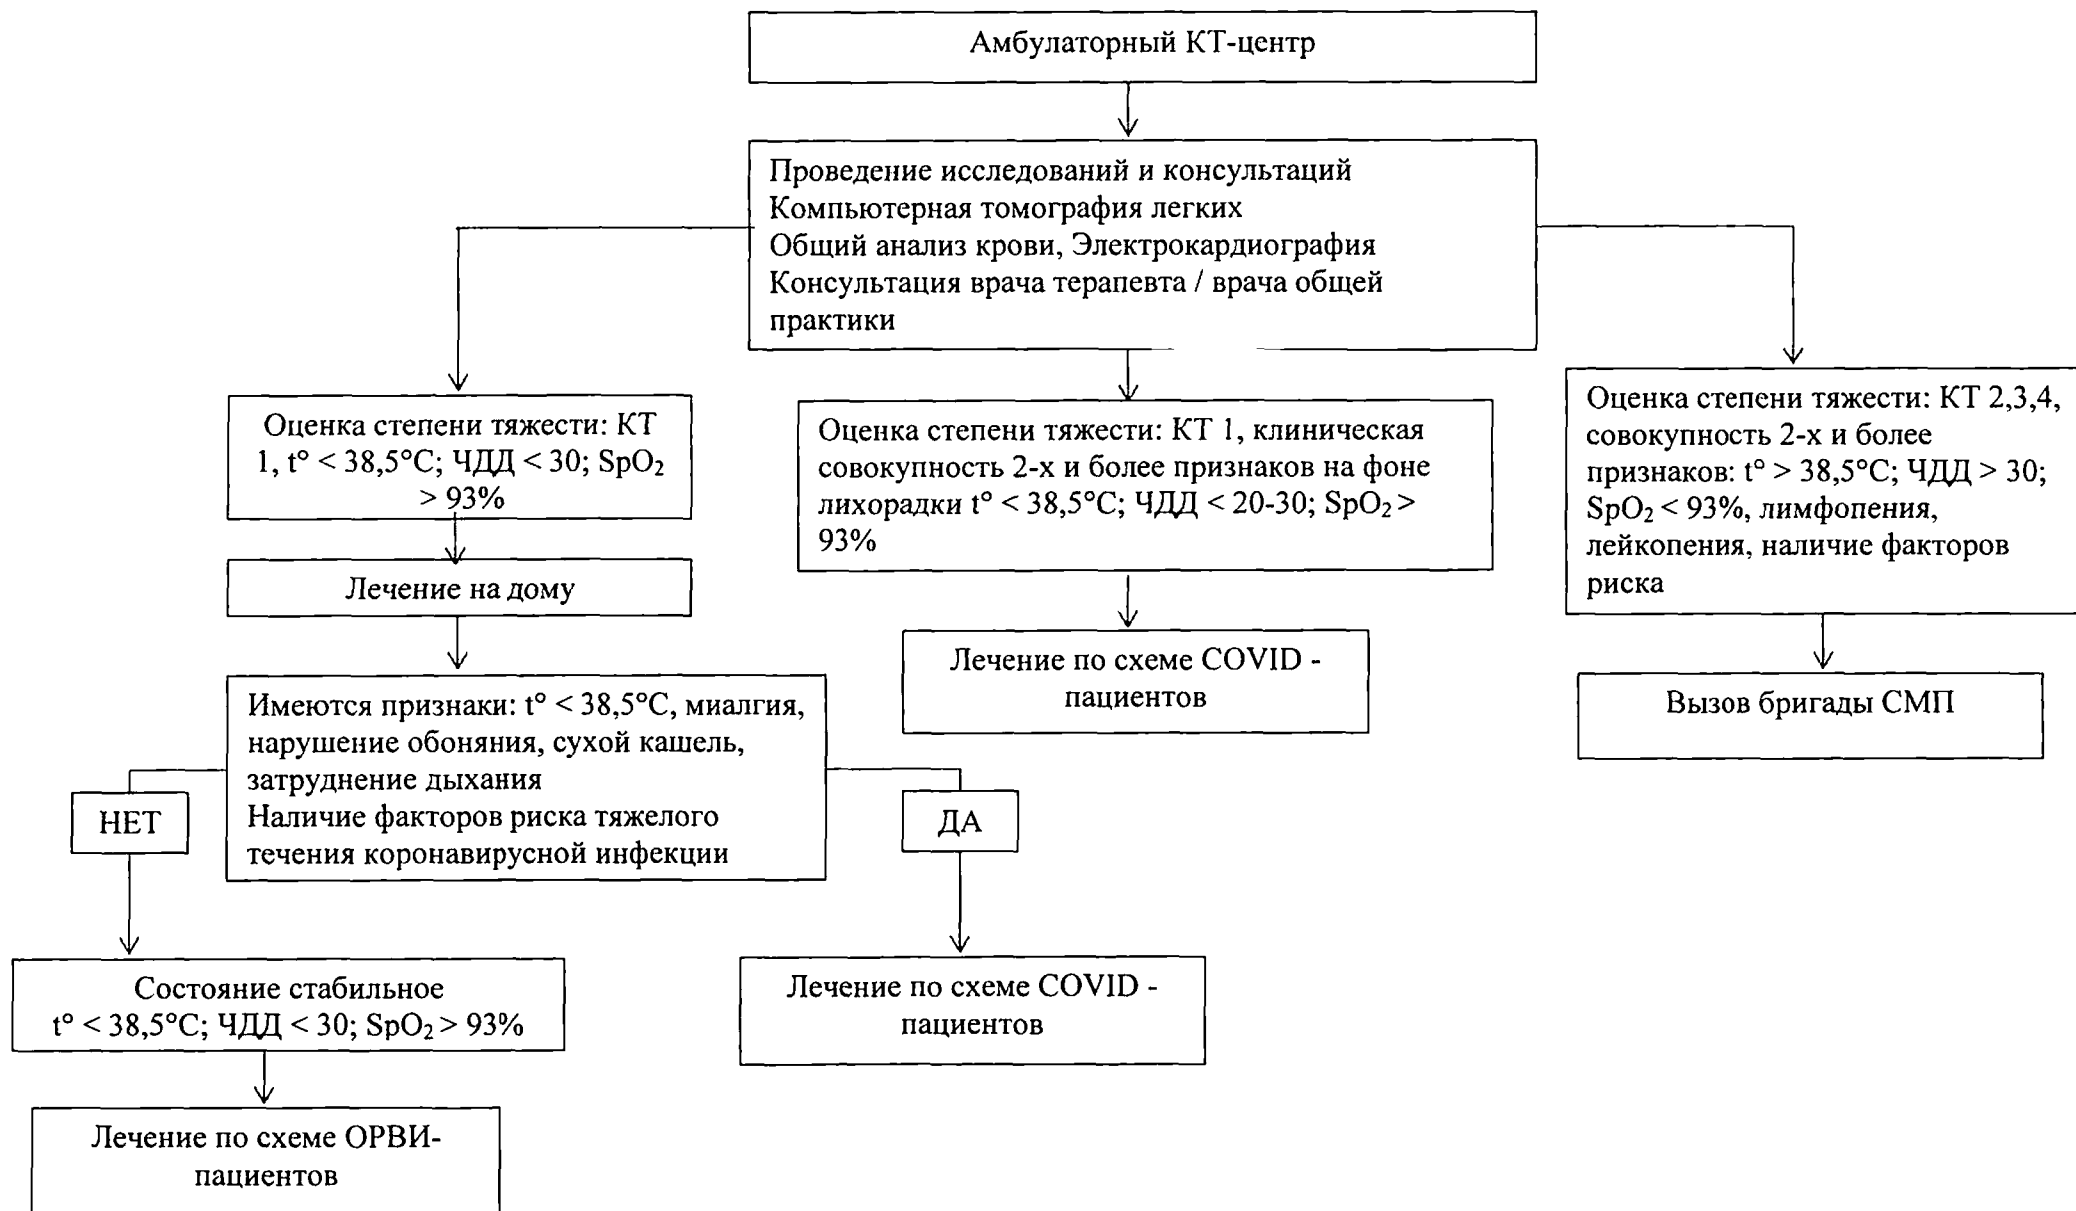 Амбулаторный КТ-центр
Проведение исследований и консультаций
Компьютерная томография легких
Общий анализ крови, Электрокардиография
Консультация врача терапевта / врача общей
практики
Оценка степени тяжести: КТ
1, t° < 38,5°C; ЧДД < 30; SpO₂
> 93%
Оценка степени тяжести: КТ 1, клиническая
совокупность 2-х и более признаков на фоне
лихорадки t° < 38,5°C; ЧДД < 20-30; SpO₂ >
93%
Оценка степени тяжести: КТ 2,3,4,
совокупность 2-х и более
признаков: t° > 38,5°C; ЧДД > 30;
SpO₂ < 93%, лимфопения,
лейкопения, наличие факторов
риска
Лечение на дому
Лечение по схеме COVID -
пациентов
Вызов бригады СМП
Имеются признаки: t° < 38,5°C, миалгия,
нарушение обоняния, сухой кашель,
затруднение дыхания
Наличие факторов риска тяжелого
течения коронавирусной инфекции
НЕТ
ДА
Состояние стабильное
t° < 38,5°C; ЧДД < 30; SpO₂ > 93%
Лечение по схеме COVID -
пациентов
Лечение по схеме ОРВИ-
пациентов